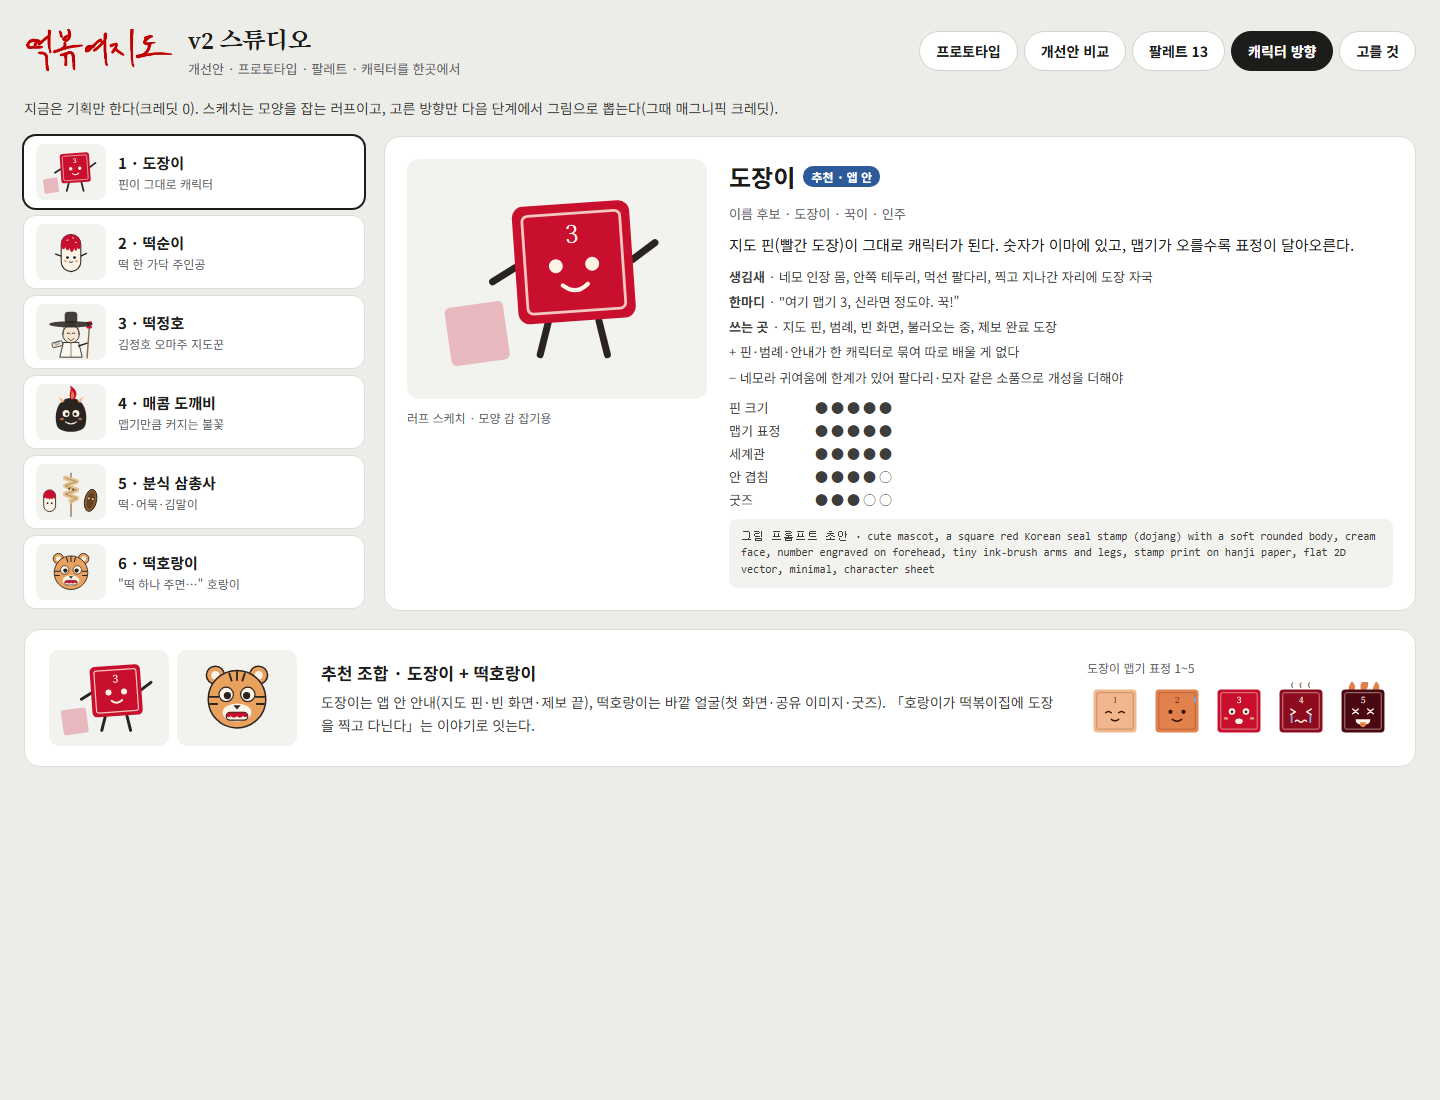 떡볶여지도
v2 스튜디오
개선안 · 프로토타입 · 팔레트 · 캐릭터를 한곳에서
프로토타입
개선안 비교
팔레트 13
캐릭터 방향
고를 것
지금은 기획만 한다(크레딧 0). 스케치는 모양을 잡는 러프이고, 고른 방향만 다음 단계에서 그림으로 뽑는다(그때 매그니픽 크레딧).
3
1 · 도장이
핀이 그대로 캐릭터
2 · 떡순이
떡 한 가닥 주인공
3 · 떡정호
김정호 오마주 지도꾼
4 · 매콤 도깨비
맵기만큼 커지는 불꽃
5 · 분식 삼총사
떡·어묵·김말이
6 · 떡호랑이
"떡 하나 주면…" 호랑이
3
러프 스케치 · 모양 감 잡기용
도장이
추천 · 앱 안
이름 후보 · 도장이 · 꾹이 · 인주
지도 핀(빨간 도장)이 그대로 캐릭터가 된다. 숫자가 이마에 있고, 맵기가 오를수록 표정이 달아오른다.
생김새 · 네모 인장 몸, 안쪽 테두리, 먹선 팔다리, 찍고 지나간 자리에 도장 자국
한마디 · "여기 맵기 3, 신라면 정도야. 꾹!"
쓰는 곳 · 지도 핀, 범례, 빈 화면, 불러오는 중, 제보 완료 도장
+ 핀·범례·안내가 한 캐릭터로 묶여 따로 배울 게 없다
− 네모라 귀여움에 한계가 있어 팔다리·모자 같은 소품으로 개성을 더해야
핀 크기 ●●●●●
맵기 표정 ●●●●●
세계관 ●●●●●
안 겹침 ●●●●○
굿즈 ●●●○○
그림 프롬프트 초안 · cute mascot, a square red Korean seal stamp (dojang) with a soft rounded body, cream
face, number engraved on forehead, tiny ink-brush arms and legs, stamp print on hanji paper, flat 2D
vector, minimal, character sheet
3
추천 조합 · 도장이 + 떡호랑이
도장이는 앱 안 안내(지도 핀·빈 화면·제보 끝), 떡호랑이는 바깥 얼굴(첫 화면·공유 이미지·굿즈). 「호랑이가 떡볶이집에 도장
을 찍고 다닌다」는 이야기로 잇는다.
도장이 맵기 표정 1~5
1
2
3
4
5